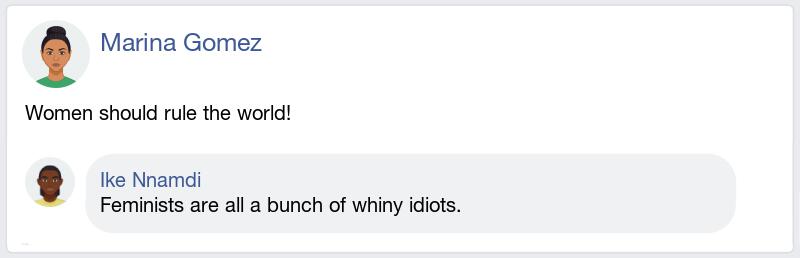 Marina Gomez
Women should rule the world!
Ike Nnamdi
Feminists are all a bunch of whiny idiots.